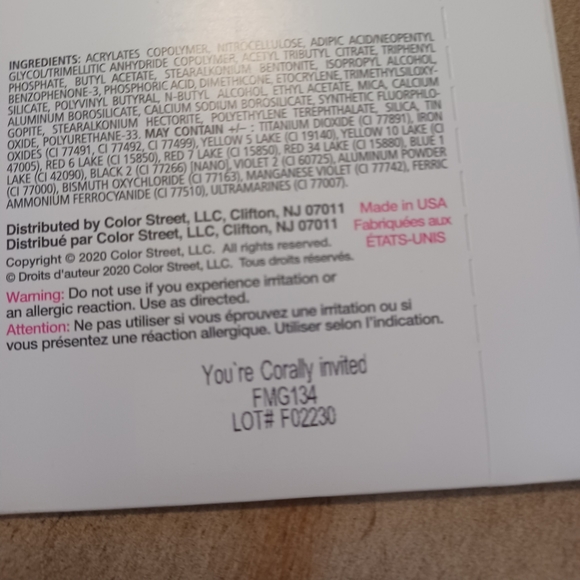 INGREDIENTS: ACRYLATES COPOLYMER, NITROCELLULOSE, ADIPIC ACID/NEOPENTYL
GLYCOL/TRIMELLITIC ANHYDRIDE COPOLYMER, ACETYL TRIBUTYL CITRATE, TRIPHENYL
PHOSPHATE, BUTYL ACETATE, STEARALKONIUM BENTONITE, ISOPROPYL ALCOHOL,
BENZOPHENONE-3, PHOSPHORIC ACID, DIMETHICONE, ETOCRYLENE, TRIMETHYLSILOXY-
SILICATE, POLYVINYL BUTYRAL, N-BUTYL ALCOHOL, ETHYL ACETATE, MICA, CALCIUM
ALUMINUM BOROSILICATE, CALCIUM SODIUM BOROSILICATE, SYNTHETIC FLUORPHLO-
GOPITE, STEARALKONIUM HECTORITE, POLYETHYLENE TEREPHTHALATE, SILICA, TIN
OXIDE, POLYURETHANE-33. MAY CONTAIN +/– : TITANIUM DIOXIDE (CI 77891), IRON
OXIDES (CI 77491, CI 77492, CI 77499), YELLOW 5 LAKE (CI 19140), YELLOW 10 LAKE (CI
47005), RED 6 LAKE (CI 15850), RED 7 LAKE (CI 15850), RED 34 LAKE (CI 15880), BLUE 1
LAKE (CI 42090), BLACK 2 (CI 77266) [NANO], VIOLET 2 (CI 60725), ALUMINUM POWDER
(CI 77000), BISMUTH OXYCHLORIDE (CI 77163), MANGANESE VIOLET (CI 77742), FERRIC
AMMONIUM FERROCYANIDE (CI 77510), ULTRAMARINES (CI 77007).
Distributed by Color Street, LLC, Clifton, NJ 07011
Distribué par Color Street, LLC, Clifton, NJ 07011
Copyright © 2020 Color Street, LLC. All rights reserved.
© Droits d'auteur 2020 Color Street, LLC. Tous droits réservés.
Made in USA
Fabriquées aux
ÉTATS-UNIS
Warning: Do not use if you experience irritation or
an allergic reaction. Use as directed.
Attention: Ne pas utiliser si vous éprouvez une irritation ou si
vous présentez une réaction allergique. Utiliser selon l'indication.
You're Corally invited
FMG134
LOT# F02230